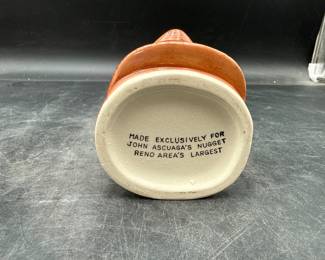 MADE EXCLUSIVELY FOR
JOHN ASCUAGA'S NUGGET
RENO AREA'S LARGEST